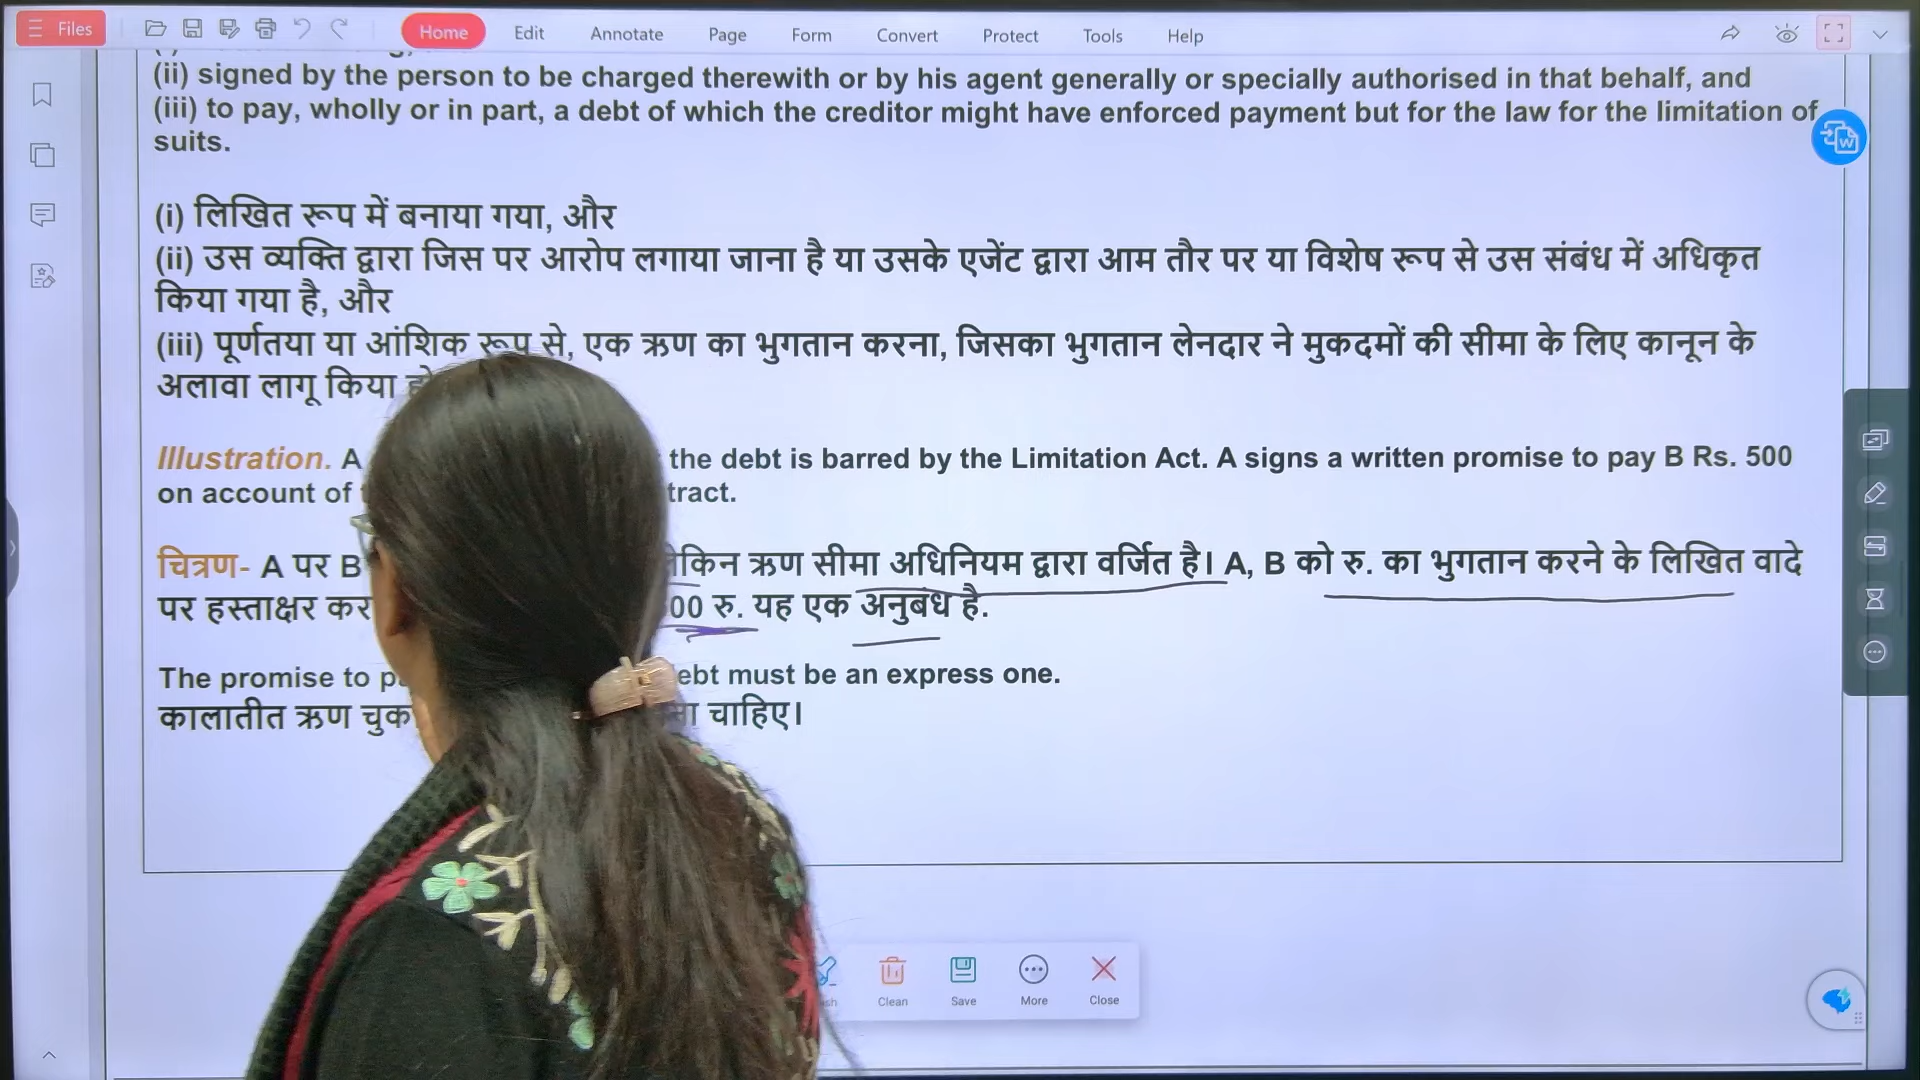 Files
Home Edit Annotate Page Form Convert Protect Tools Help
(ii) signed by the person to be charged therewith or by his agent generally or specially authorised in that behalf, and
(iii) to pay, wholly or in part, a debt of which the creditor might have enforced payment but for the law for the limitation of
suits.
(i) लिखित रूप में बनाया गया, और
(ii) उस व्यक्ति द्वारा जिस पर आरोप लगाया जाना है या उसके एजेंट द्वारा आम तौर पर या विशेष रूप से उस संबंध में अधिकृत
किया गया है, और
(iii) पूर्णतया या आंशिक रूप से, एक ऋण का भुगतान करना, जिसका भुगतान लेनदार ने मुकदमों की सीमा के लिए कानून के
अलावा लागू किया
Illustration. A the debt is barred by the Limitation Act. A signs a written promise to pay B Rs. 500
on account of
चित्रण- A पर B ऋण सीमा अधिनियम द्वारा वर्जित है। A, B को रु. का भुगतान करने के लिखित वादे
पर हस्ताक्षर कर रु. यह एक अनुबंध है.
The promise to must be an express one.
कालातीत ऋण चाहिए।
Clean Save More Close